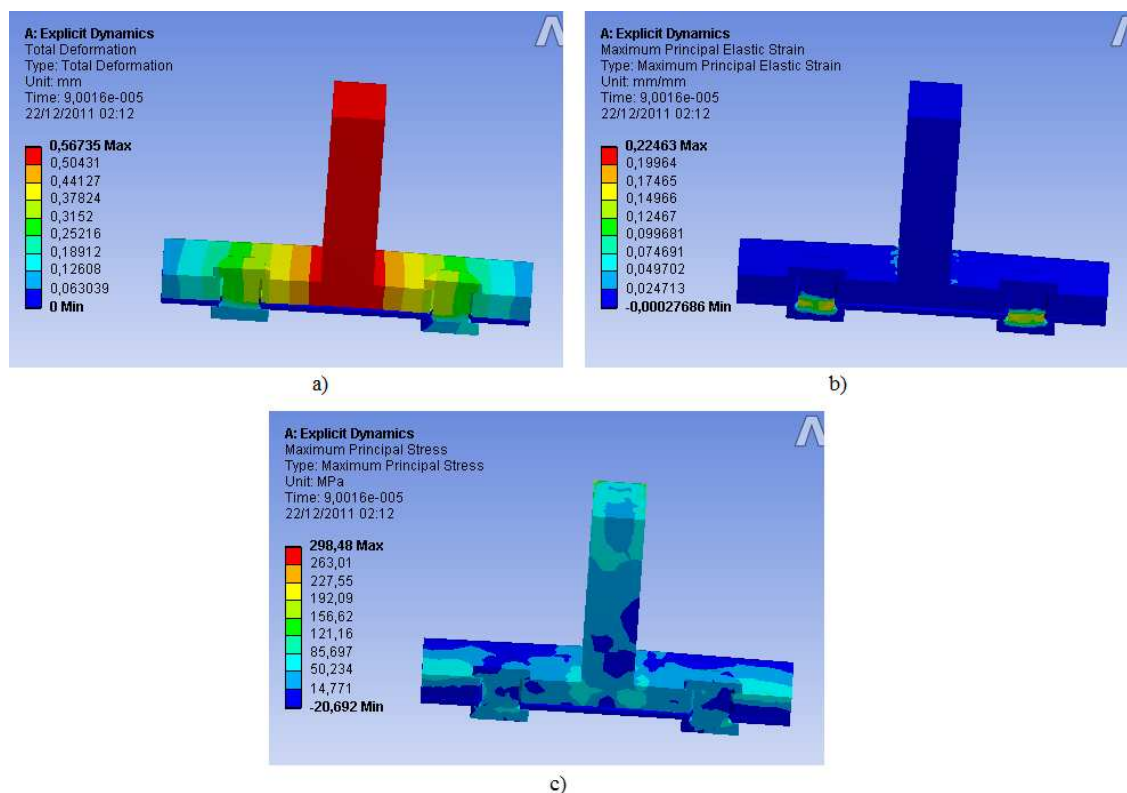 A: Explicit Dynamics
Total Deformation
Type: Total Deformation
Unit: mm
Time: 9,0016e-005
22/12/2011 02:12
0,56735 Max
0,50431
0,44127
0,37824
0,3152
0,25216
0,18912
0,12608
0,063039
0 Min
a)
A: Explicit Dynamics
Maximum Principal Elastic Strain
Type: Maximum Principal Elastic Strain
Unit: mm/mm
Time: 9,0016e-005
22/12/2011 02:12
0,22463 Max
0,19964
0,17465
0,14966
0,12467
0,099681
0,074691
0,049702
0,024713
-0,00027686 Min
b)
A: Explicit Dynamics
Maximum Principal Stress
Type: Maximum Principal Stress
Unit: MPa
Time: 9,0016e-005
22/12/2011 02:12
298,48 Max
263,01
227,55
192,09
156,62
121,16
85,697
50,234
14,771
-20,692 Min
c)